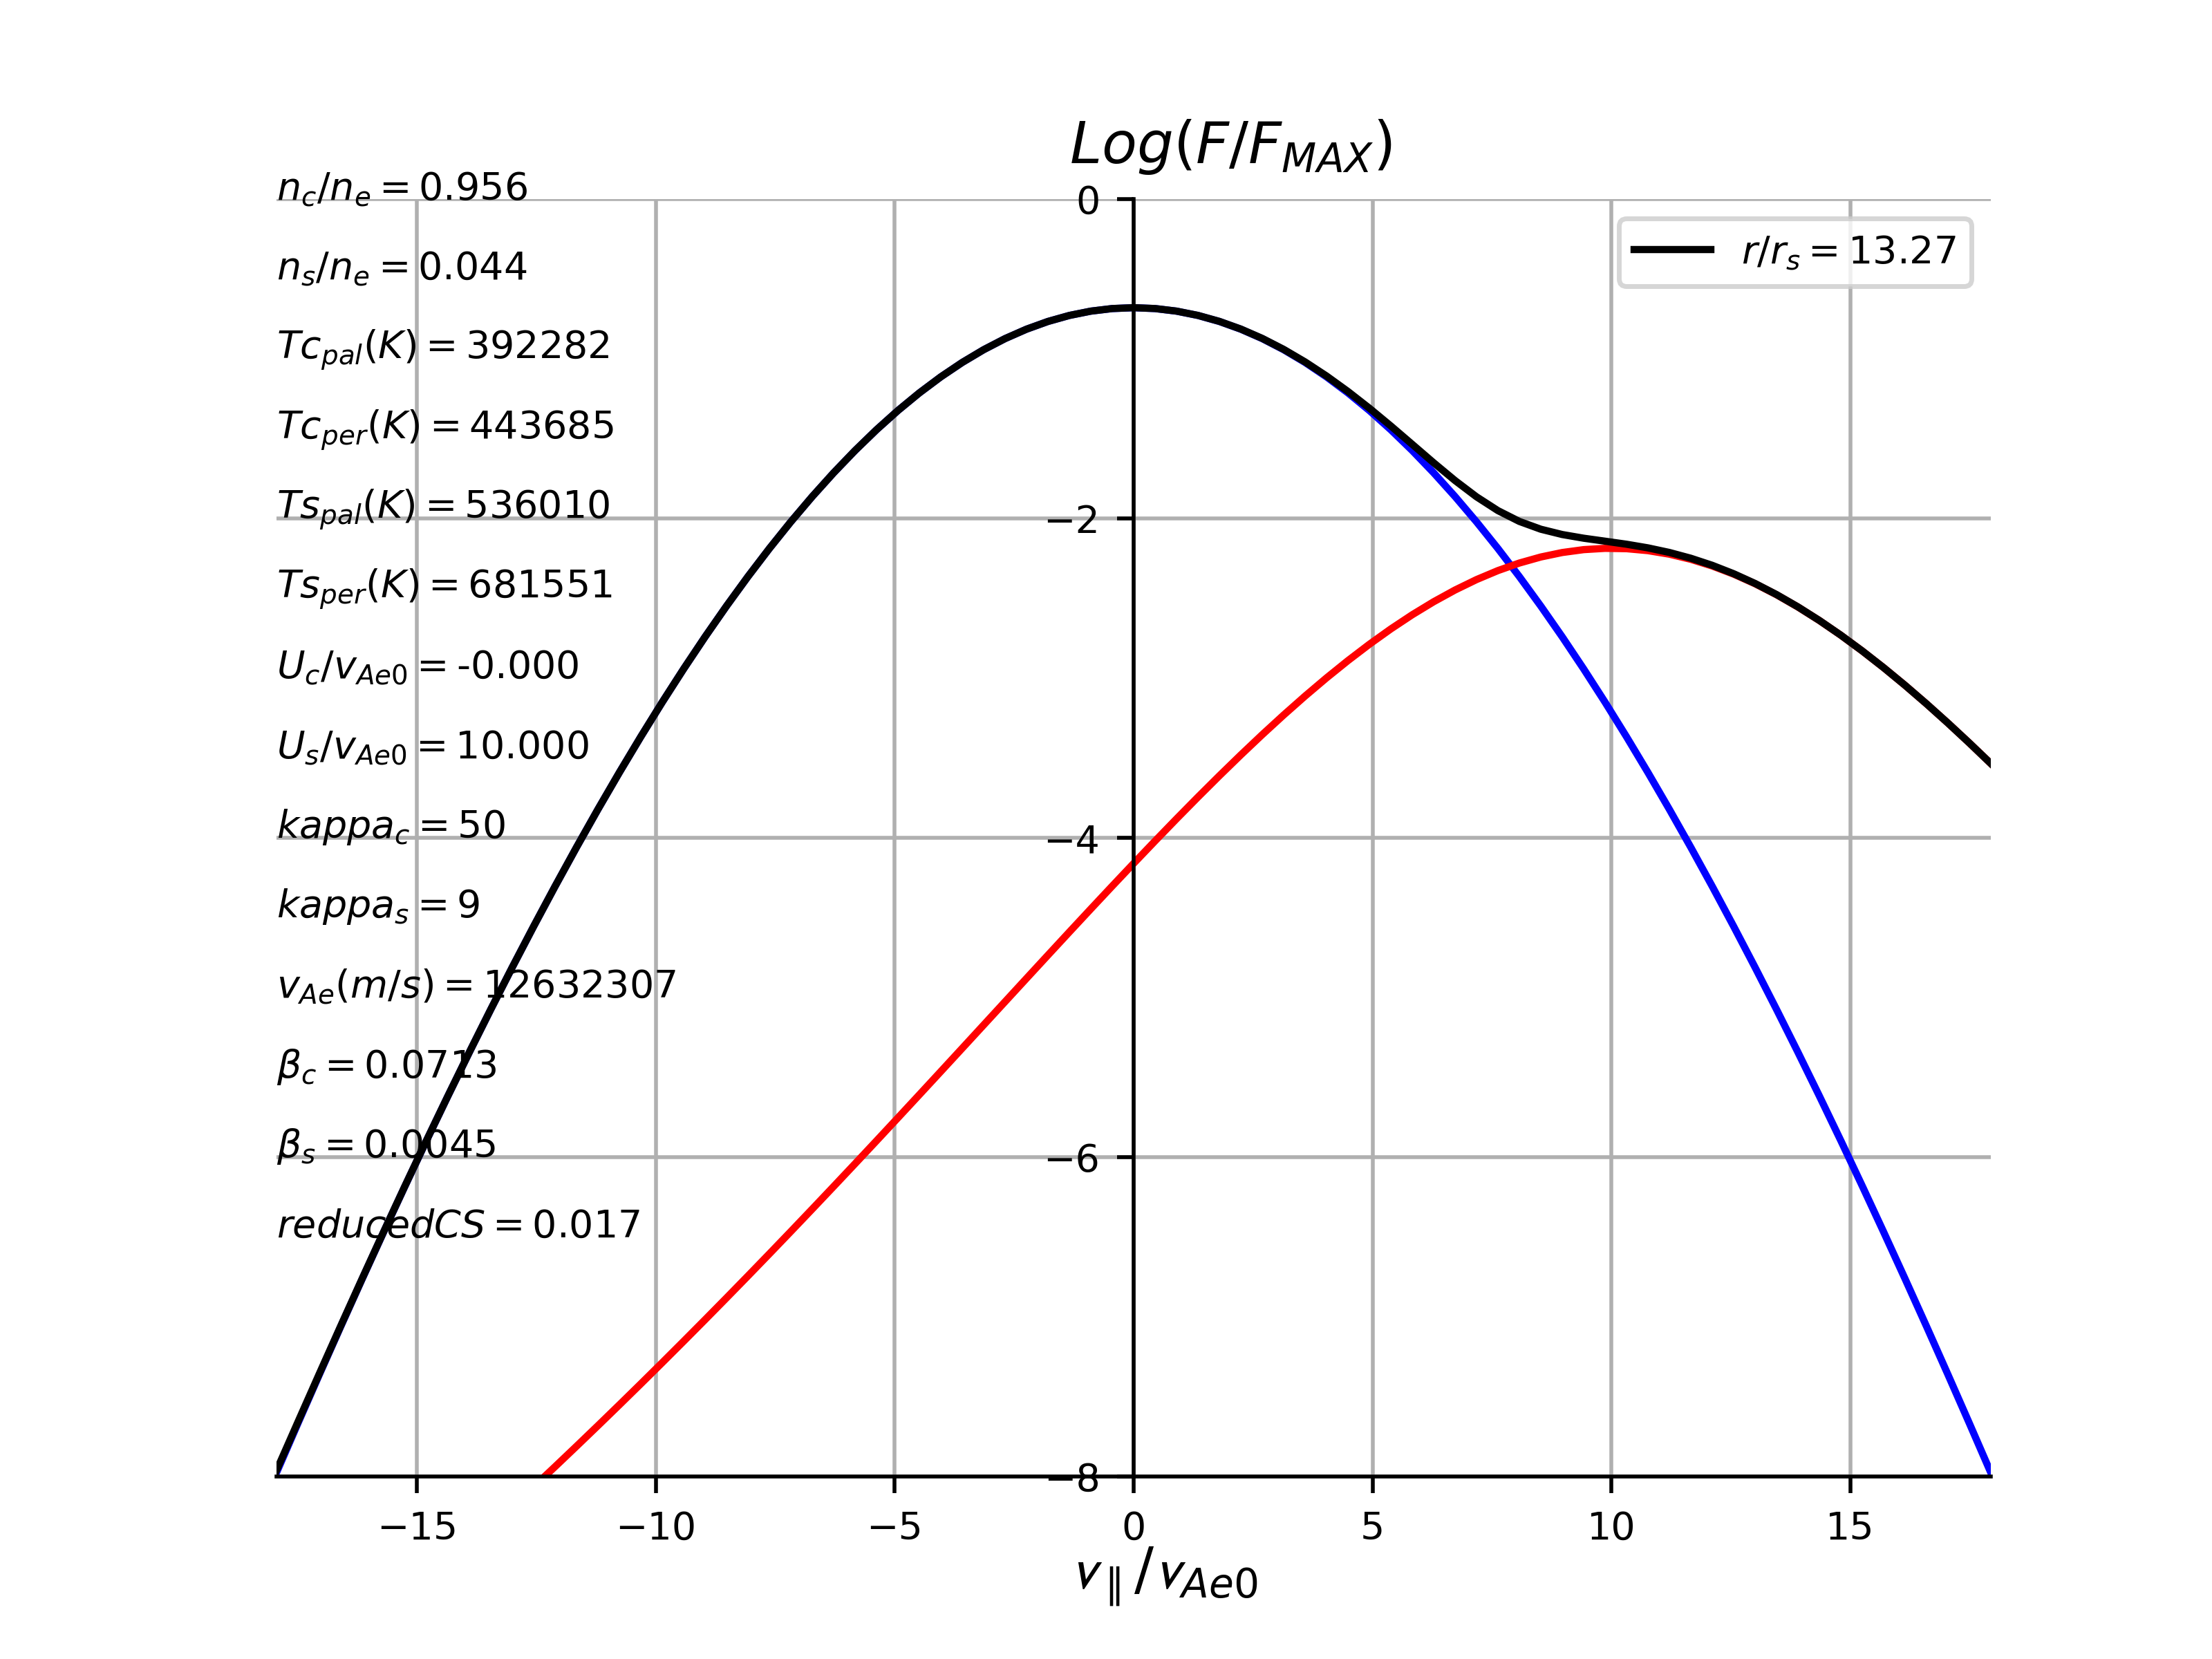 Log(F/F_MAX)
n_c/n_e = 0.956
n_s/n_e = 0.044
Tc_pal(K) = 392282
Tc_per(K) = 443685
Ts_pal(K) = 536010
Ts_per(K) = 681551
U_c/v_Ae0 = -0.000
U_s/v_Ae0 = 10.000
kappa_c = 50
kappa_s = 9
v_Ae(m/s) = 12632307
β_c = 0.0713
β_s = 0.0045
reducedCS = 0.017
r/r_s = 13.27
0
−2
−4
−6
−8
−15 −10 −5 0 5 10 15
v_∥/v_Ae0